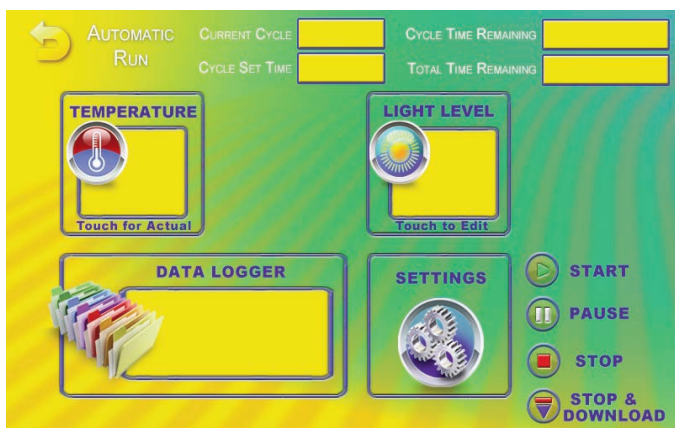 AUTOMATIC
RUN
CURRENT CYCLE
CYCLE TIME REMAINING
CYCLE SET TIME
TOTAL TIME REMAINING
TEMPERATURE
LIGHT LEVEL
Touch for Actual
Touch to Edit
DATA LOGGER
SETTINGS
START
PAUSE
STOP
STOP &
DOWNLOAD